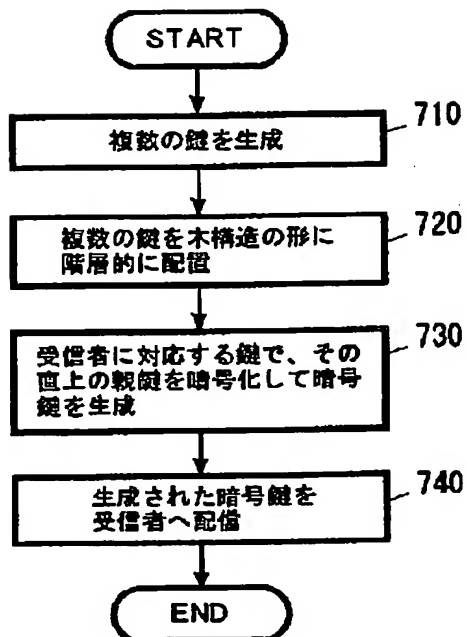 START
複数の鍵を生成
710
複数の鍵を木構造の形に
階層的に配置
720
受信者に対応する鍵で、その
直上の親鍵を暗号化して暗号
鍵を生成
730
生成された暗号鍵を
受信者へ配信
740
END